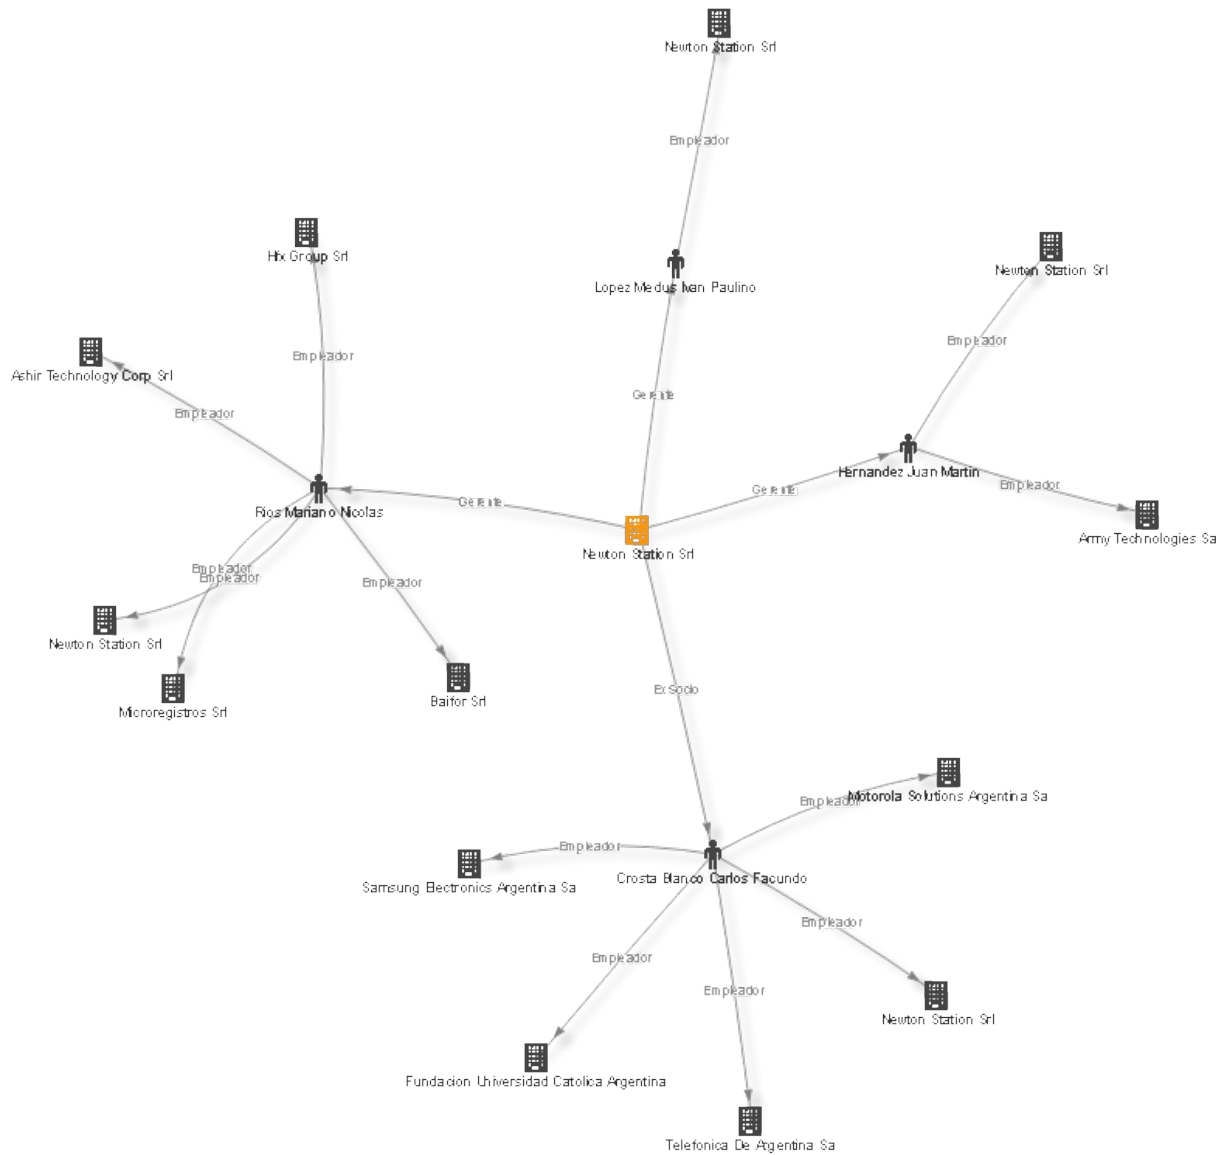 Newton Station Srl
Empleador
Hfx Group Srl
Lopez Medus Ivan Paulino
Newton Station Srl
Empleador
Empleador
Ashir Technology Corp Srl
Gerente
Empleador
Hernandez Juan Martin
Empleador
Gerente
Gerente
Rios Mariano Nicolas
Army Technologies Sa
Newton Station Srl
Empleador
Empleador
Empleador
Newton Station Srl
Baifor Srl
Microregistros Srl
Ex Socio
Motorola Solutions Argentina Sa
Empleador
Empleador
Samsung Electronics Argentina Sa
Crosta Blanco Carlos Facundo
Empleador
Empleador
Empleador
Newton Station Srl
Fundacion Universidad Catolica Argentina
Telefonica De Argentina Sa